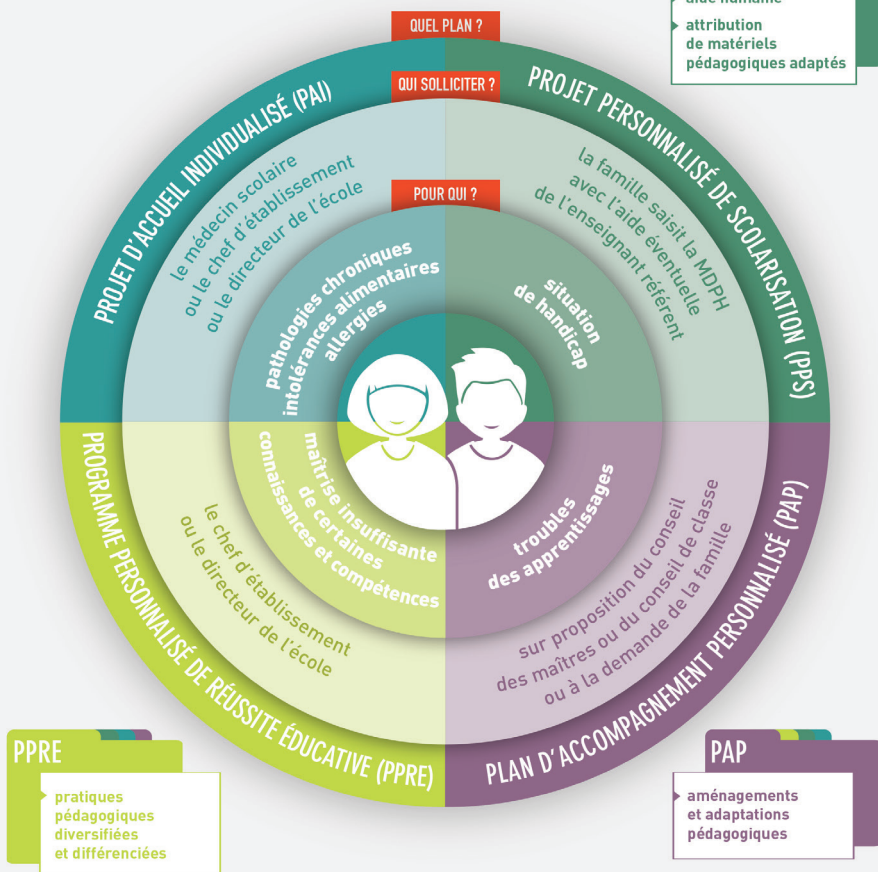 aide humaine
attribution
de matériels
pédagogiques adaptés
QUEL PLAN ?
QUI SOLLICITER ?
POUR QUI ?
PROJET D'ACCUEIL INDIVIDUALISÉ (PAI)
le médecin scolaire
ou le chef d'établissement
ou le directeur de l'école
pathologies chroniques
intolérances alimentaires
allergies
PROJET PERSONNALISÉ DE SCOLARISATION (PPS)
la famille saisit la MDPH
avec l'aide éventuelle
de l'enseignant référent
situation
de handicap
PROGRAMME PERSONNALISÉ DE RÉUSSITE ÉDUCATIVE (PPRE)
le chef d'établissement
ou le directeur de l'école
maîtrise insuffisante
de certaines
connaissances et compétences
PLAN D'ACCOMPAGNEMENT PERSONNALISÉ (PAP)
sur proposition du conseil
des maîtres ou du conseil de classe
ou à la demande de la famille
troubles
des apprentissages
PPRE
pratiques
pédagogiques
diversifiées
et différenciées
PAP
aménagements
et adaptations
pédagogiques